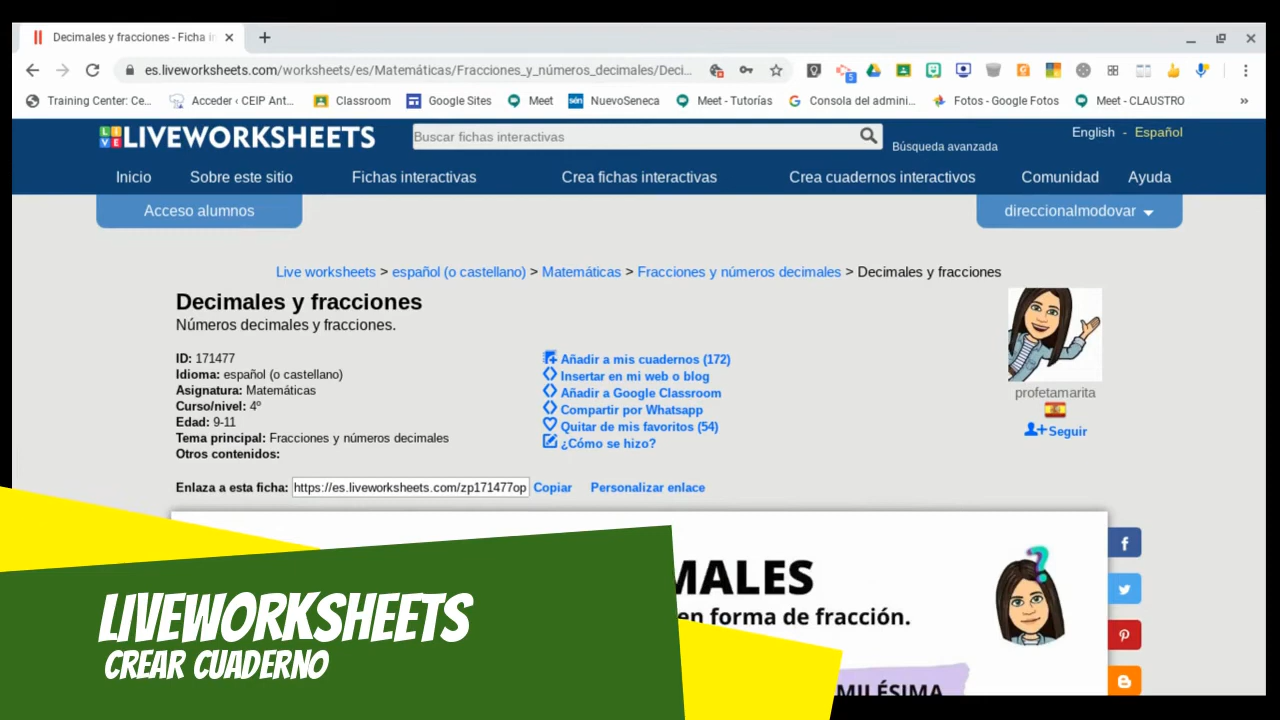 Decimales y fracciones - Ficha in
es.liveworksheets.com/worksheets/es/Matemáticas/Fracciones_y_números_decimales/Deci...
5
Training Center: Ce...
Acceder ‹ CEIP Ant...
Classroom
Google Sites
Meet
sén NuevoSeneca
Meet - Tutorías
Consola del admini...
Fotos - Google Fotos
Meet - CLAUSTRO
»
LIVE LIVEWORKSHEETS
Buscar fichas interactivas
Búsqueda avanzada
English - Español
Inicio Sobre este sitio Fichas interactivas Crea fichas interactivas Crea cuadernos interactivos Comunidad Ayuda
Acceso alumnos
direccionalmodovar
Live worksheets > español (o castellano) > Matemáticas > Fracciones y números decimales > Decimales y fracciones
Decimales y fracciones
Números decimales y fracciones.
ID: 171477
Idioma: español (o castellano)
Asignatura: Matemáticas
Curso/nivel: 4º
Edad: 9-11
Tema principal: Fracciones y números decimales
Otros contenidos:
Añadir a mis cuadernos (172)
Insertar en mi web o blog
Añadir a Google Classroom
Compartir por Whatsapp
Quitar de mis favoritos (54)
¿Cómo se hizo?
profetamarita
Seguir
Enlaza a esta ficha: https://es.liveworksheets.com/zp171477op Copiar Personalizar enlace
MALES
en forma de fracción.
?
MILÉSIMA
LIVEWORKSHEETS
CREAR CUADERNO